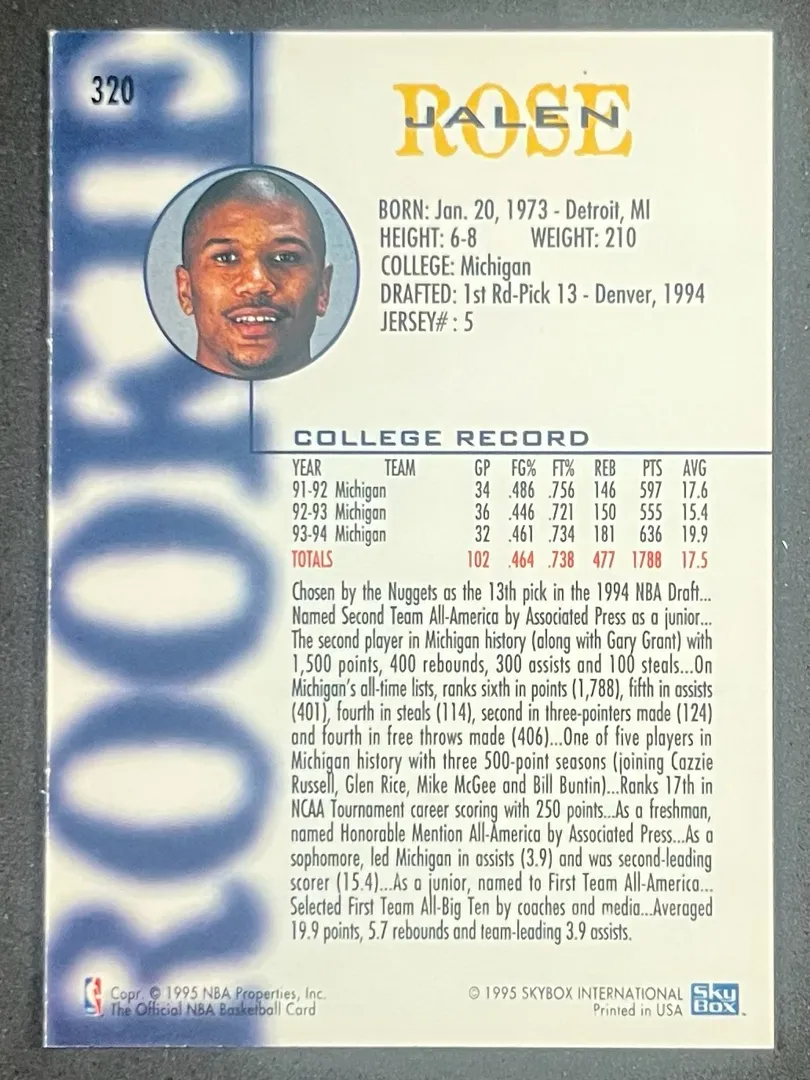 320
JALEN
ROSE
BORN: Jan. 20, 1973 - Detroit, MI
HEIGHT: 6-8 WEIGHT: 210
COLLEGE: Michigan
DRAFTED: 1st Rd-Pick 13 - Denver, 1994
JERSEY# : 5
ROOKIE
COLLEGE RECORD
YEAR TEAM GP FG% FT% REB PTS AVG
91-92 Michigan 34 .486 .756 146 597 17.6
92-93 Michigan 36 .446 .721 150 555 15.4
93-94 Michigan 32 .461 .734 181 636 19.9
TOTALS 102 .464 .738 477 1788 17.5
Chosen by the Nuggets as the 13th pick in the 1994 NBA Draft...
Named Second Team All-America by Associated Press as a junior...
The second player in Michigan history (along with Gary Grant) with
1,500 points, 400 rebounds, 300 assists and 100 steals...On
Michigan's all-time lists, ranks sixth in points (1,788), fifth in assists
(401), fourth in steals (114), second in three-pointers made (124)
and fourth in free throws made (406)...One of five players in
Michigan history with three 500-point seasons (joining Cazzie
Russell, Glen Rice, Mike McGee and Bill Buntin)...Ranks 17th in
NCAA Tournament career scoring with 250 points...As a freshman,
named Honorable Mention All-America by Associated Press...As a
sophomore, led Michigan in assists (3.9) and was second-leading
scorer (15.4)...As a junior, named to First Team All-America...
Selected First Team All-Big Ten by coaches and media...Averaged
19.9 points, 5.7 rebounds and team-leading 3.9 assists.
Copr. © 1995 NBA Properties, Inc.
The Official NBA Basketball Card
© 1995 SKYBOX INTERNATIONAL
Printed in USA
Sky
Box